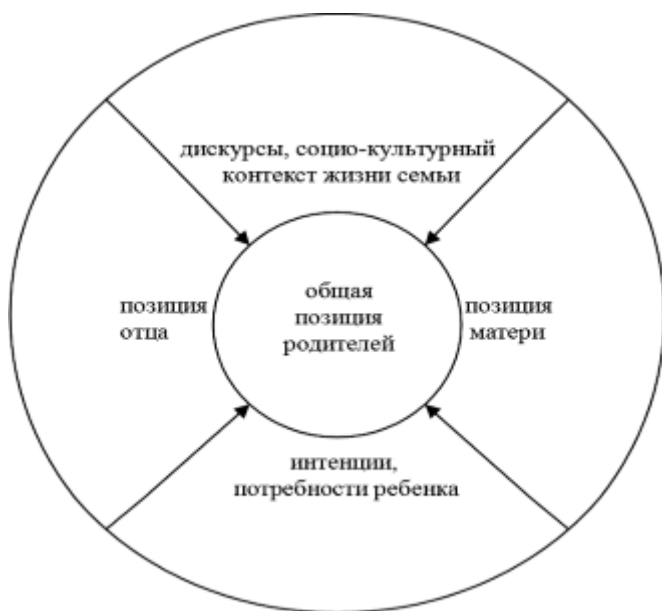 дискурсы, социо-культурный
контекст жизни семьи
позиция
отца
общая
позиция
родителей
позиция
матери
интенции,
потребности ребенка